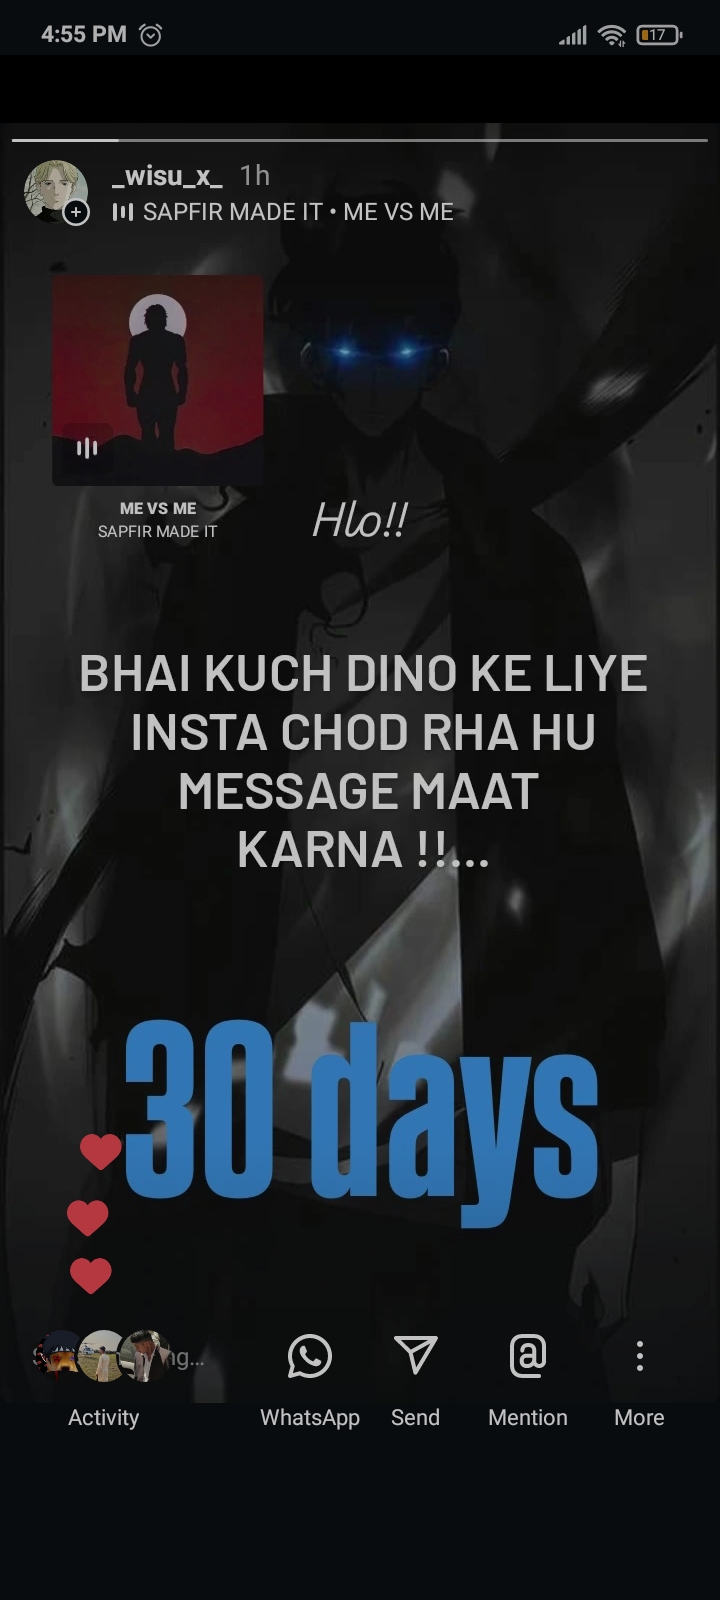 4:55 PM
17
_wisu_x_ 1h
SAPFIR MADE IT • ME VS ME
ME VS ME
SAPFIR MADE IT
Hlo!!
BHAI KUCH DINO KE LIYE
INSTA CHOD RHA HU
MESSAGE MAAT
KARNA !!...
30 days
Activity
WhatsApp
Send
Mention
More